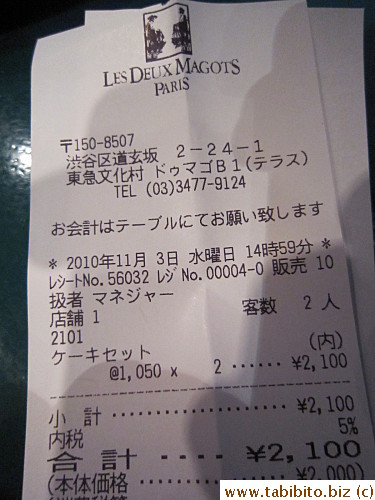 LES DEUX MAGOTS
PARIS
〒150-8507
渋谷区道玄坂 2-24-1
東急文化村 ドゥマゴB1(テラス)
TEL (03)3477-9124
お会計はテーブルにてお願い致します
* 2010年11月 3日 水曜日 14時59分 *
レシートNo.56032 レジNo.00004-0 販売 10
扱者 マネジャー 客数 2 人
店舗 1
2101 (内)
ケーキセット
@1,050 x 2 ...... ¥2,100
小 計 ................... ¥2,100
内税 5%
合 計 ---- ---- ¥2,100
(本体価格 ............ ¥2,000)
www.tabibito.biz (c)